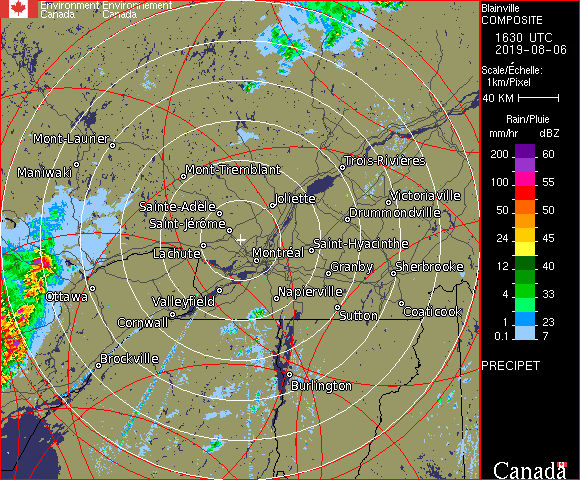 Environment Environnement
Canada Canada
Blainville
COMPOSITE
1630 UTC
2019-08-06
Scale/Échelle:
1km/Pixel
40 KM
Rain/Pluie
mm/hr dBZ
200 60
100 55
50 50
24 45
12 40
4 33
1 23
0.1 7
PRECIPET
Canada
Mont-Laurier
Maniwaki
Mont-Tremblant
Trois-Rivières
Joliette
Victoriaville
Sainte-Adèle
Drummondville
Saint-Jérôme
Lachute
Montréal
Saint-Hyacinthe
Granby
Sherbrooke
Ottawa
Valleyfield
Napierville
Cornwall
Sutton
Coaticook
Brockville
Burlington